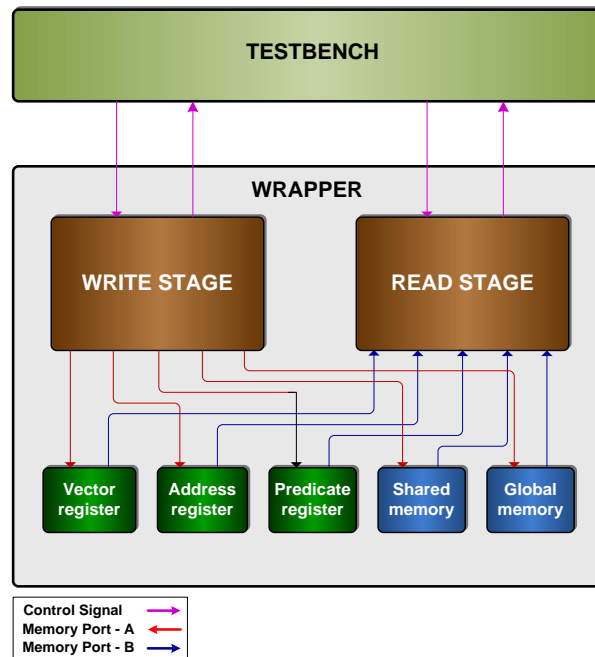 TESTBENCH
WRAPPER
WRITE STAGE
READ STAGE
Vector
register
Address
register
Predicate
register
Shared
memory
Global
memory
Control Signal
Memory Port - A
Memory Port - B